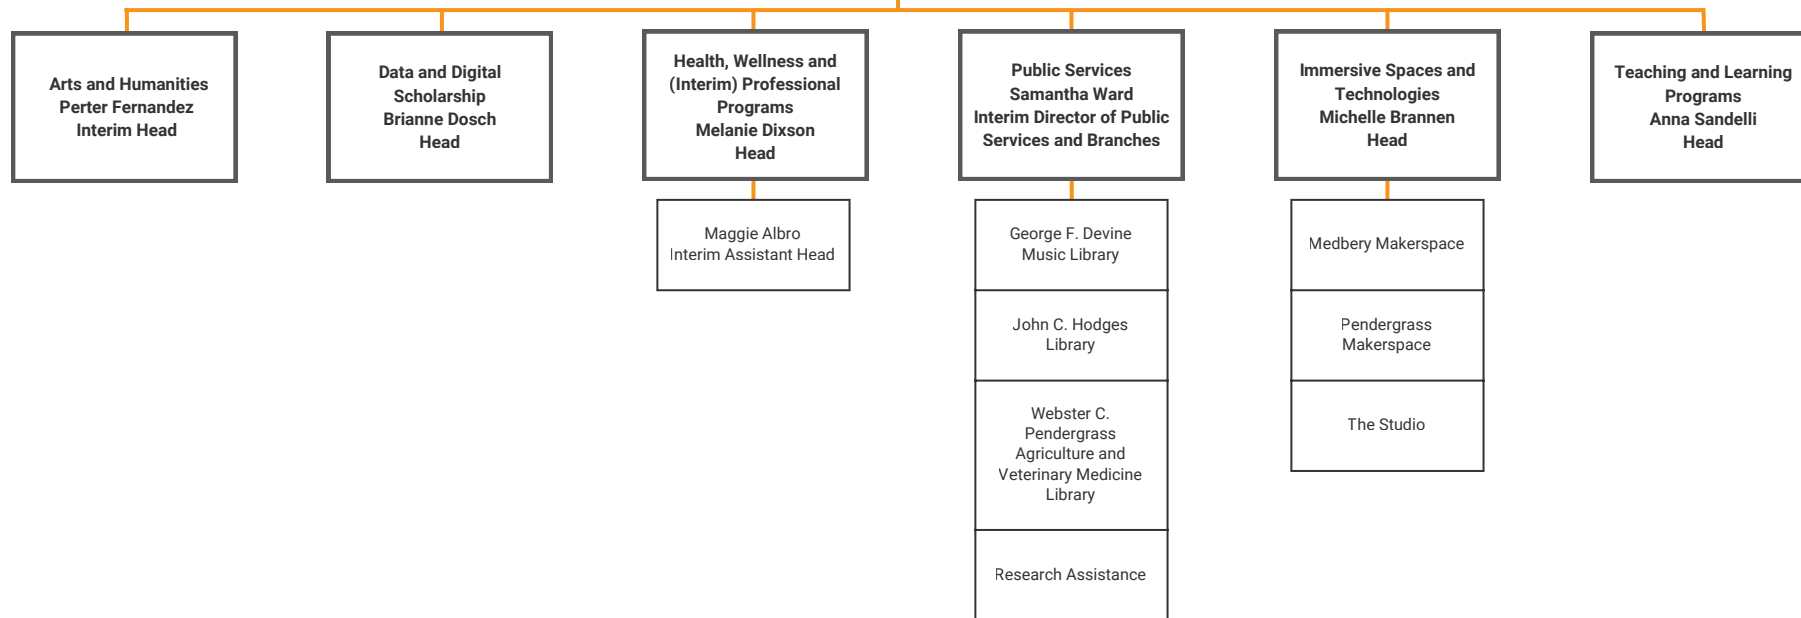 Arts and Humanities
Perter Fernandez
Interim Head
Data and Digital
Scholarship
Brianne Dosch
Head
Health, Wellness and
(Interim) Professional
Programs
Melanie Dixson
Head
Public Services
Samantha Ward
Interim Director of Public
Services and Branches
Immersive Spaces and
Technologies
Michelle Brannen
Head
Teaching and Learning
Programs
Anna Sandelli
Head
Maggie Albro
Interim Assistant Head
George F. Devine
Music Library
John C. Hodges
Library
Webster C.
Pendergrass
Agriculture and
Veterinary Medicine
Library
Research Assistance
Medbery Makerspace
Pendergrass
Makerspace
The Studio